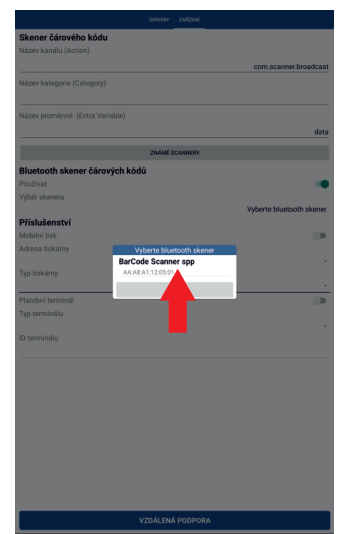 SERVERY ZAŘÍZENÍ
Skener čárového kódu
Název kanálu (Action)
com.scanner.broadcast
Název kategorie (Category)
Název proměnné (Extra Variable)
data
ZNÁMÉ SCANNERY
Bluetooth skener čárových kódů
Používat
Výběr skeneru
Vyberte bluetooth skener
Příslušenství
Mobilní tisk
Adresa tiskárny
-
Vyberte bluetooth skener
BarCode Scanner spp
AA:A8:A1:12:05:01
Typ tiskárny
-
Platební terminál
Typ terminálu
-
ID terminálu
VZDÁLENÁ PODPORA